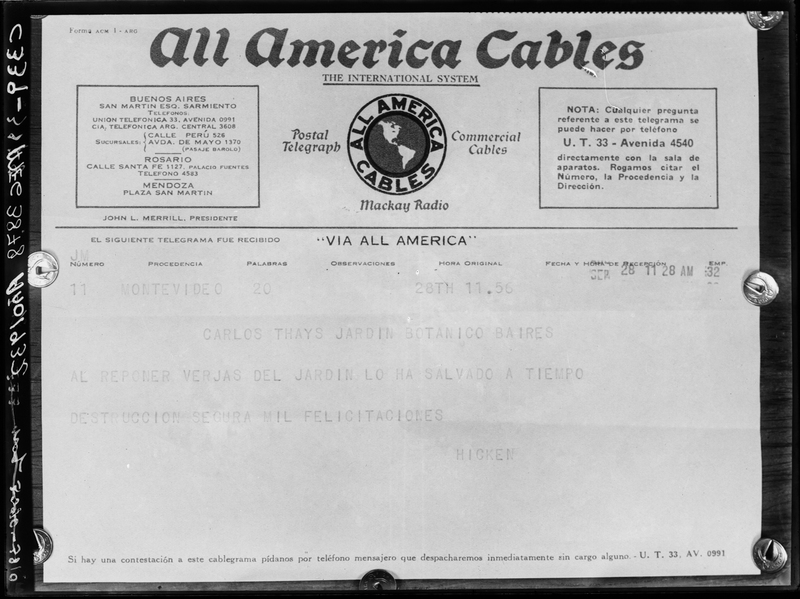 Forma ACM 1 - ARG
All America Cables
THE INTERNATIONAL SYSTEM
BUENOS AIRES
SAN MARTIN ESQ. SARMIENTO
TELEFONOS:
UNION TELEFONICA 33, AVENIDA 0991
CIA. TELEFONICA ARG. CENTRAL 3608
SUCURSALES: CALLE PERÚ 526
AVDA. DE MAYO 1370
(PASAJE BAROLO)
ROSARIO
CALLE SANTA FE 1127, PALACIO FUENTES
TELEFONO 4583
MENDOZA
PLAZA SAN MARTIN
JOHN L. MERRILL, PRESIDENTE
Postal
Telegraph
ALL AMERICA
CABLES
Commercial
Cables
Mackay Radio
NOTA: Cualquier pregunta
referente a este telegrama se
puede hacer por teléfono
U. T. 33 - Avenida 4540
directamente con la sala de
aparatos. Rogamos citar el
Número, la Procedencia y la
Dirección.
EL SIGUIENTE TELEGRAMA FUE RECIBIDO "VIA ALL AMERICA"
JM
NÚMERO PROCEDENCIA PALABRAS OBSERVACIONES HORA ORIGINAL FECHA Y HORA DE RECEPCIÓN EMP.
28 11 28 AM 32
11 MONTEVIDEO 20 28TH 11.56
CARLOS THAYS JARDIN BOTANICO BAIRES
AL REPONER VERJAS DEL JARDIN LO HA SALVADO A TIEMPO
DESTRUCCION SEGURA MIL FELICITACIONES
HICKEN
Si hay una contestación a este cablegrama pídanos por teléfono mensajero que despacharemos inmediatamente sin cargo alguno. - U. T. 33, AV. 0991